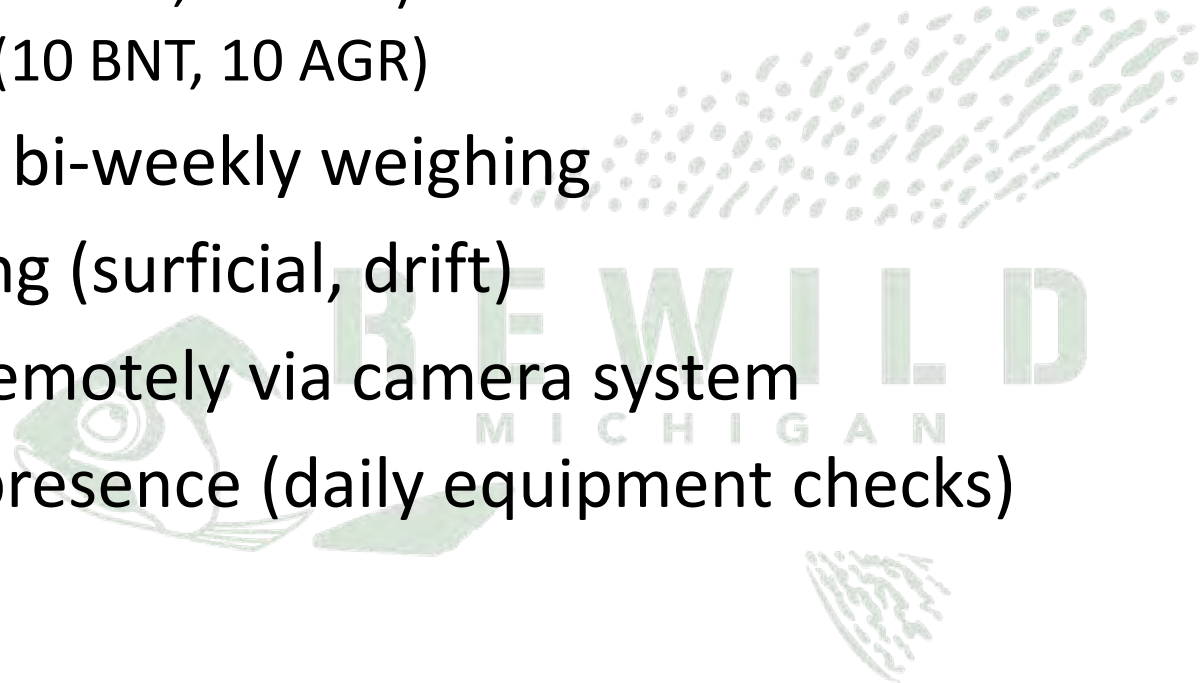 (10 BNT, 10 AGR)
bi-weekly weighing
ng (surficial, drift)
emotely via camera system
presence (daily equipment checks)
REWILD
MICHIGAN